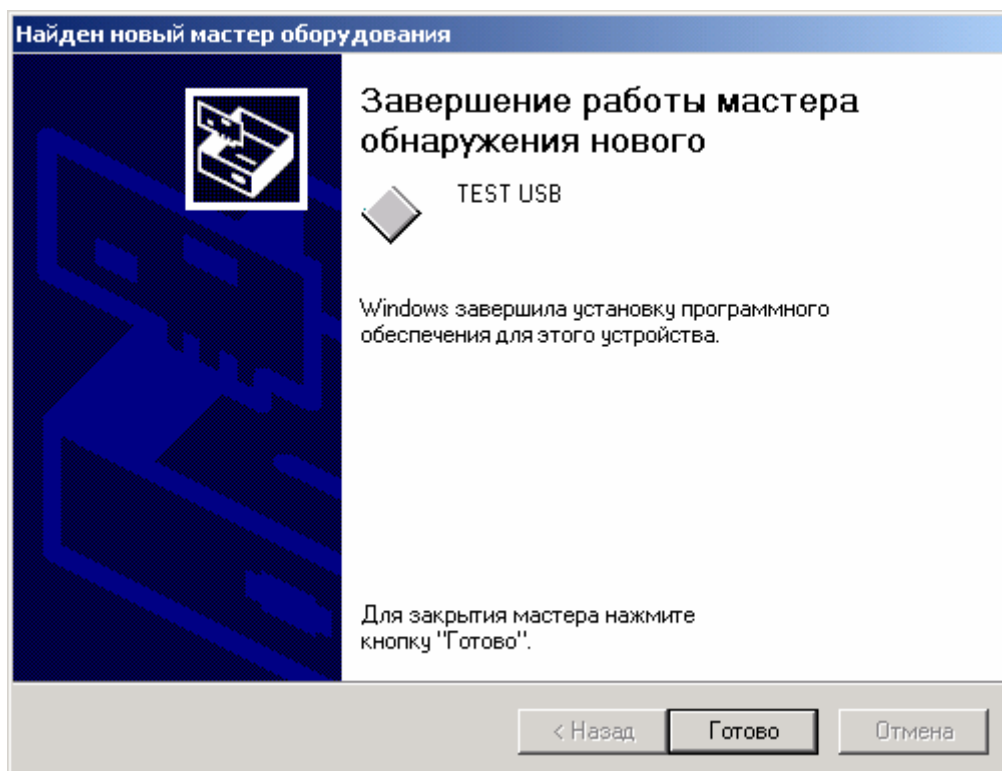 Найден новый мастер оборудования
Завершение работы мастера
обнаружения нового
TEST USB
Windows завершила установку программного
обеспечения для этого устройства.
Для закрытия мастера нажмите
кнопку "Готово".
< Назад
Готово
Отмена